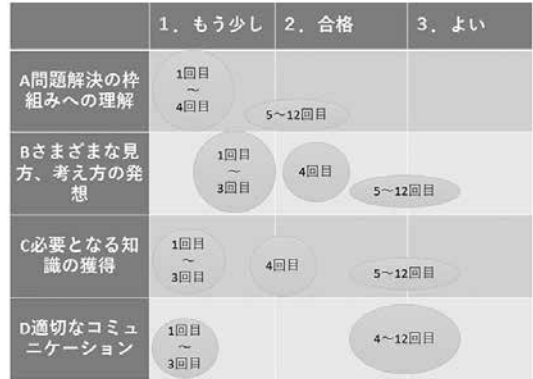 1．もう少し
2．合格
3．よい
A問題解決の枠
組みへの理解
1回目
～
4回目
5～12回目
Bさまざまな見
方、考え方の発
想
1回目
～
3回目
4回目
5～12回目
C必要となる知
識の獲得
1回目
～
3回目
4回目
5～12回目
D適切なコミュ
ニケーション
1回目
～
3回目
4～12回目